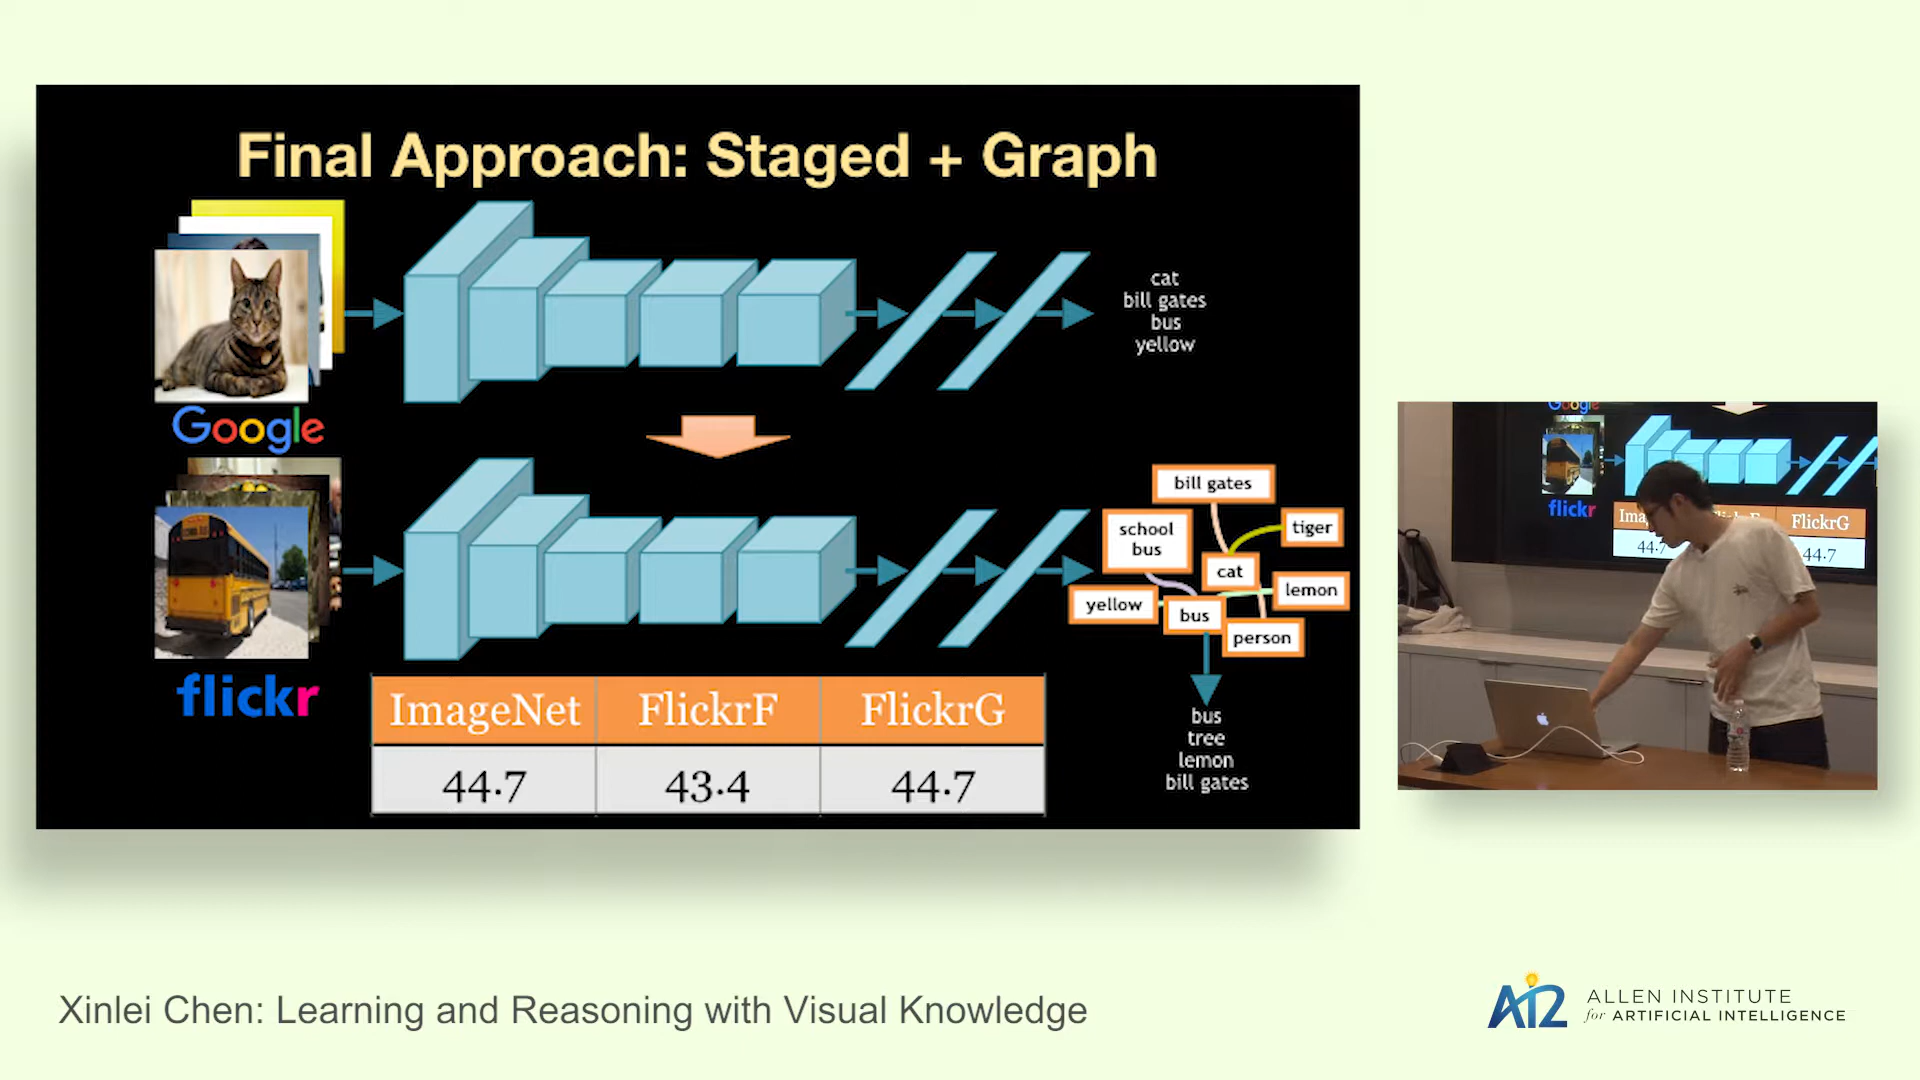 Final Approach: Staged + Graph
cat
bill gates
bus
yellow
Google
bill gates
school
bus
tiger
cat
lemon
yellow
bus
person
flickr
ImageNet FlickrF FlickrG
44.7 43.4 44.7
bus
tree
lemon
bill gates
Google
flickr
FlickrG
44.7 44.7
Xinlei Chen: Learning and Reasoning with Visual Knowledge
AI2 ALLEN INSTITUTE
for ARTIFICIAL INTELLIGENCE